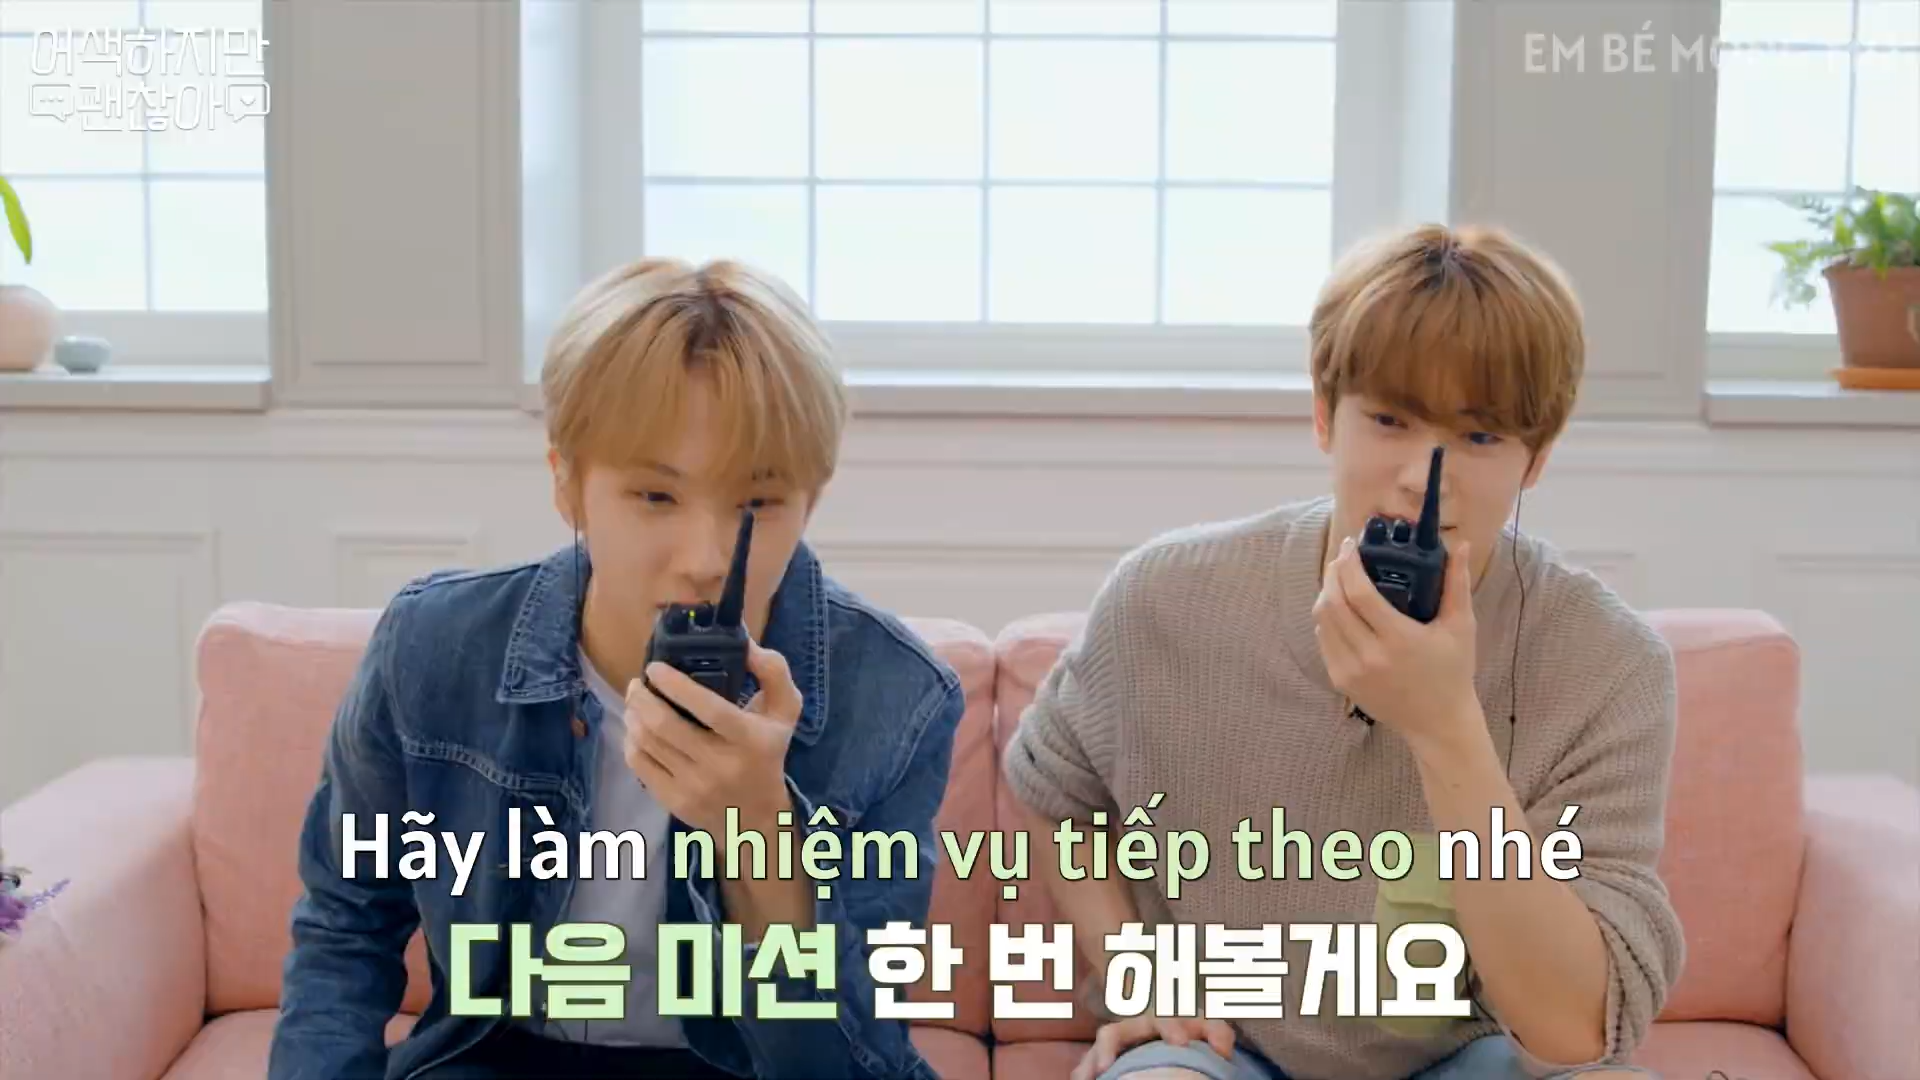 어색하지만
괜찮아
EM BÉ
Hãy làm nhiệm vụ tiếp theo nhé
다음 미션 한 번 해볼게요